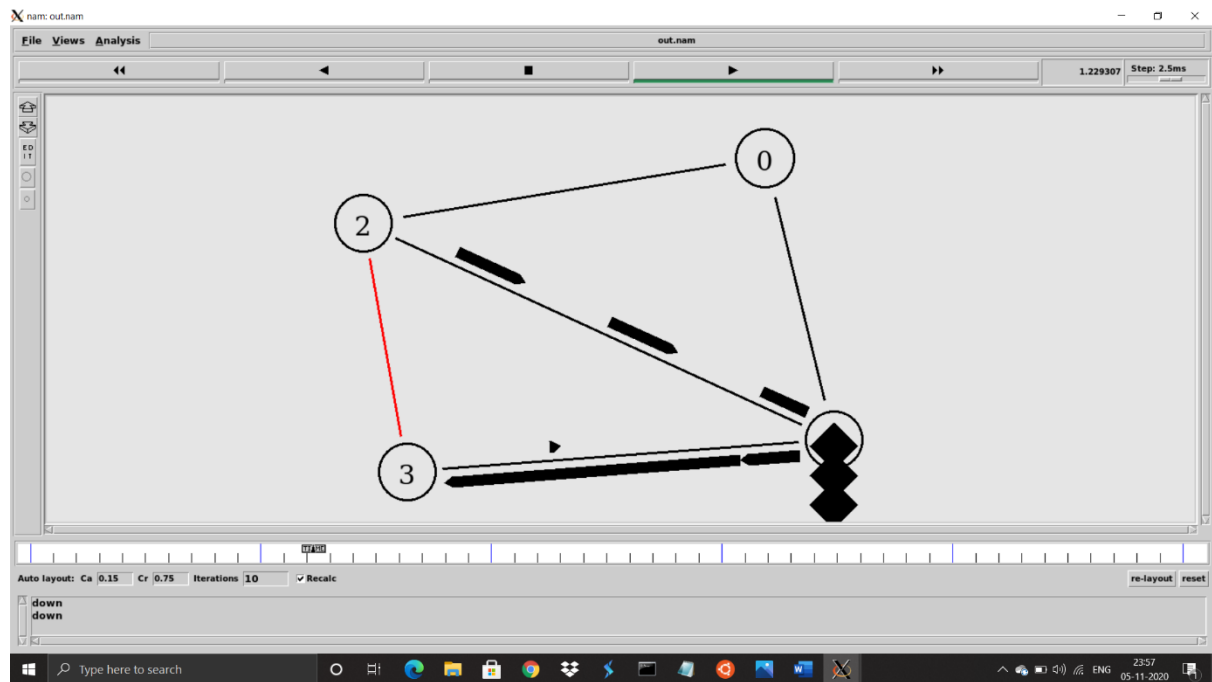 nam: out.nam
File Views Analysis out.nam
1.229307 Step: 2.5ms
ED
IT
0
2
3
TIME
Auto layout: Ca 0.15 Cr 0.75 Iterations 10 Recalc re-layout reset
down
down
Type here to search ENG 23:57
05-11-2020